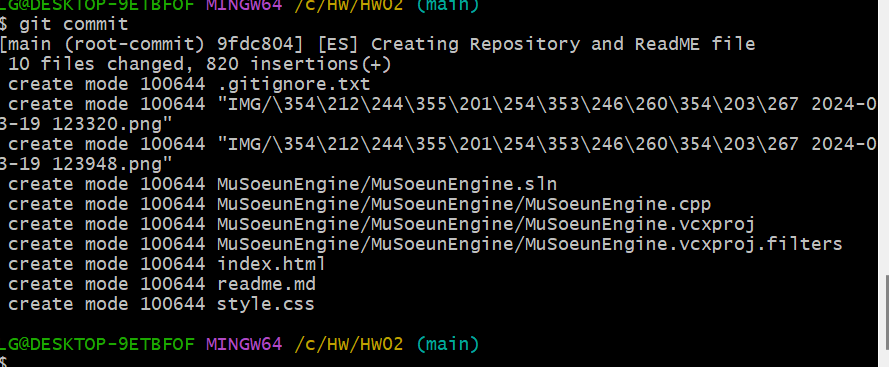 LG@DESKTOP-9ETBFOF MINGW64 /c/HW/HW02 (main)
$ git commit
[main (root-commit) 9fdc804] [ES] Creating Repository and ReadME file
 10 files changed, 820 insertions(+)
 create mode 100644 .gitignore.txt
 create mode 100644 "IMG/\354\212\244\355\201\254\353\246\260\354\203\267 2024-0
3-19 123320.png"
 create mode 100644 "IMG/\354\212\244\355\201\254\353\246\260\354\203\267 2024-0
3-19 123948.png"
 create mode 100644 MuSoeunEngine/MuSoeunEngine.sln
 create mode 100644 MuSoeunEngine/MuSoeunEngine/MuSoeunEngine.cpp
 create mode 100644 MuSoeunEngine/MuSoeunEngine/MuSoeunEngine.vcxproj
 create mode 100644 MuSoeunEngine/MuSoeunEngine/MuSoeunEngine.vcxproj.filters
 create mode 100644 index.html
 create mode 100644 readme.md
 create mode 100644 style.css
LG@DESKTOP-9ETBFOF MINGW64 /c/HW/HW02 (main)
$